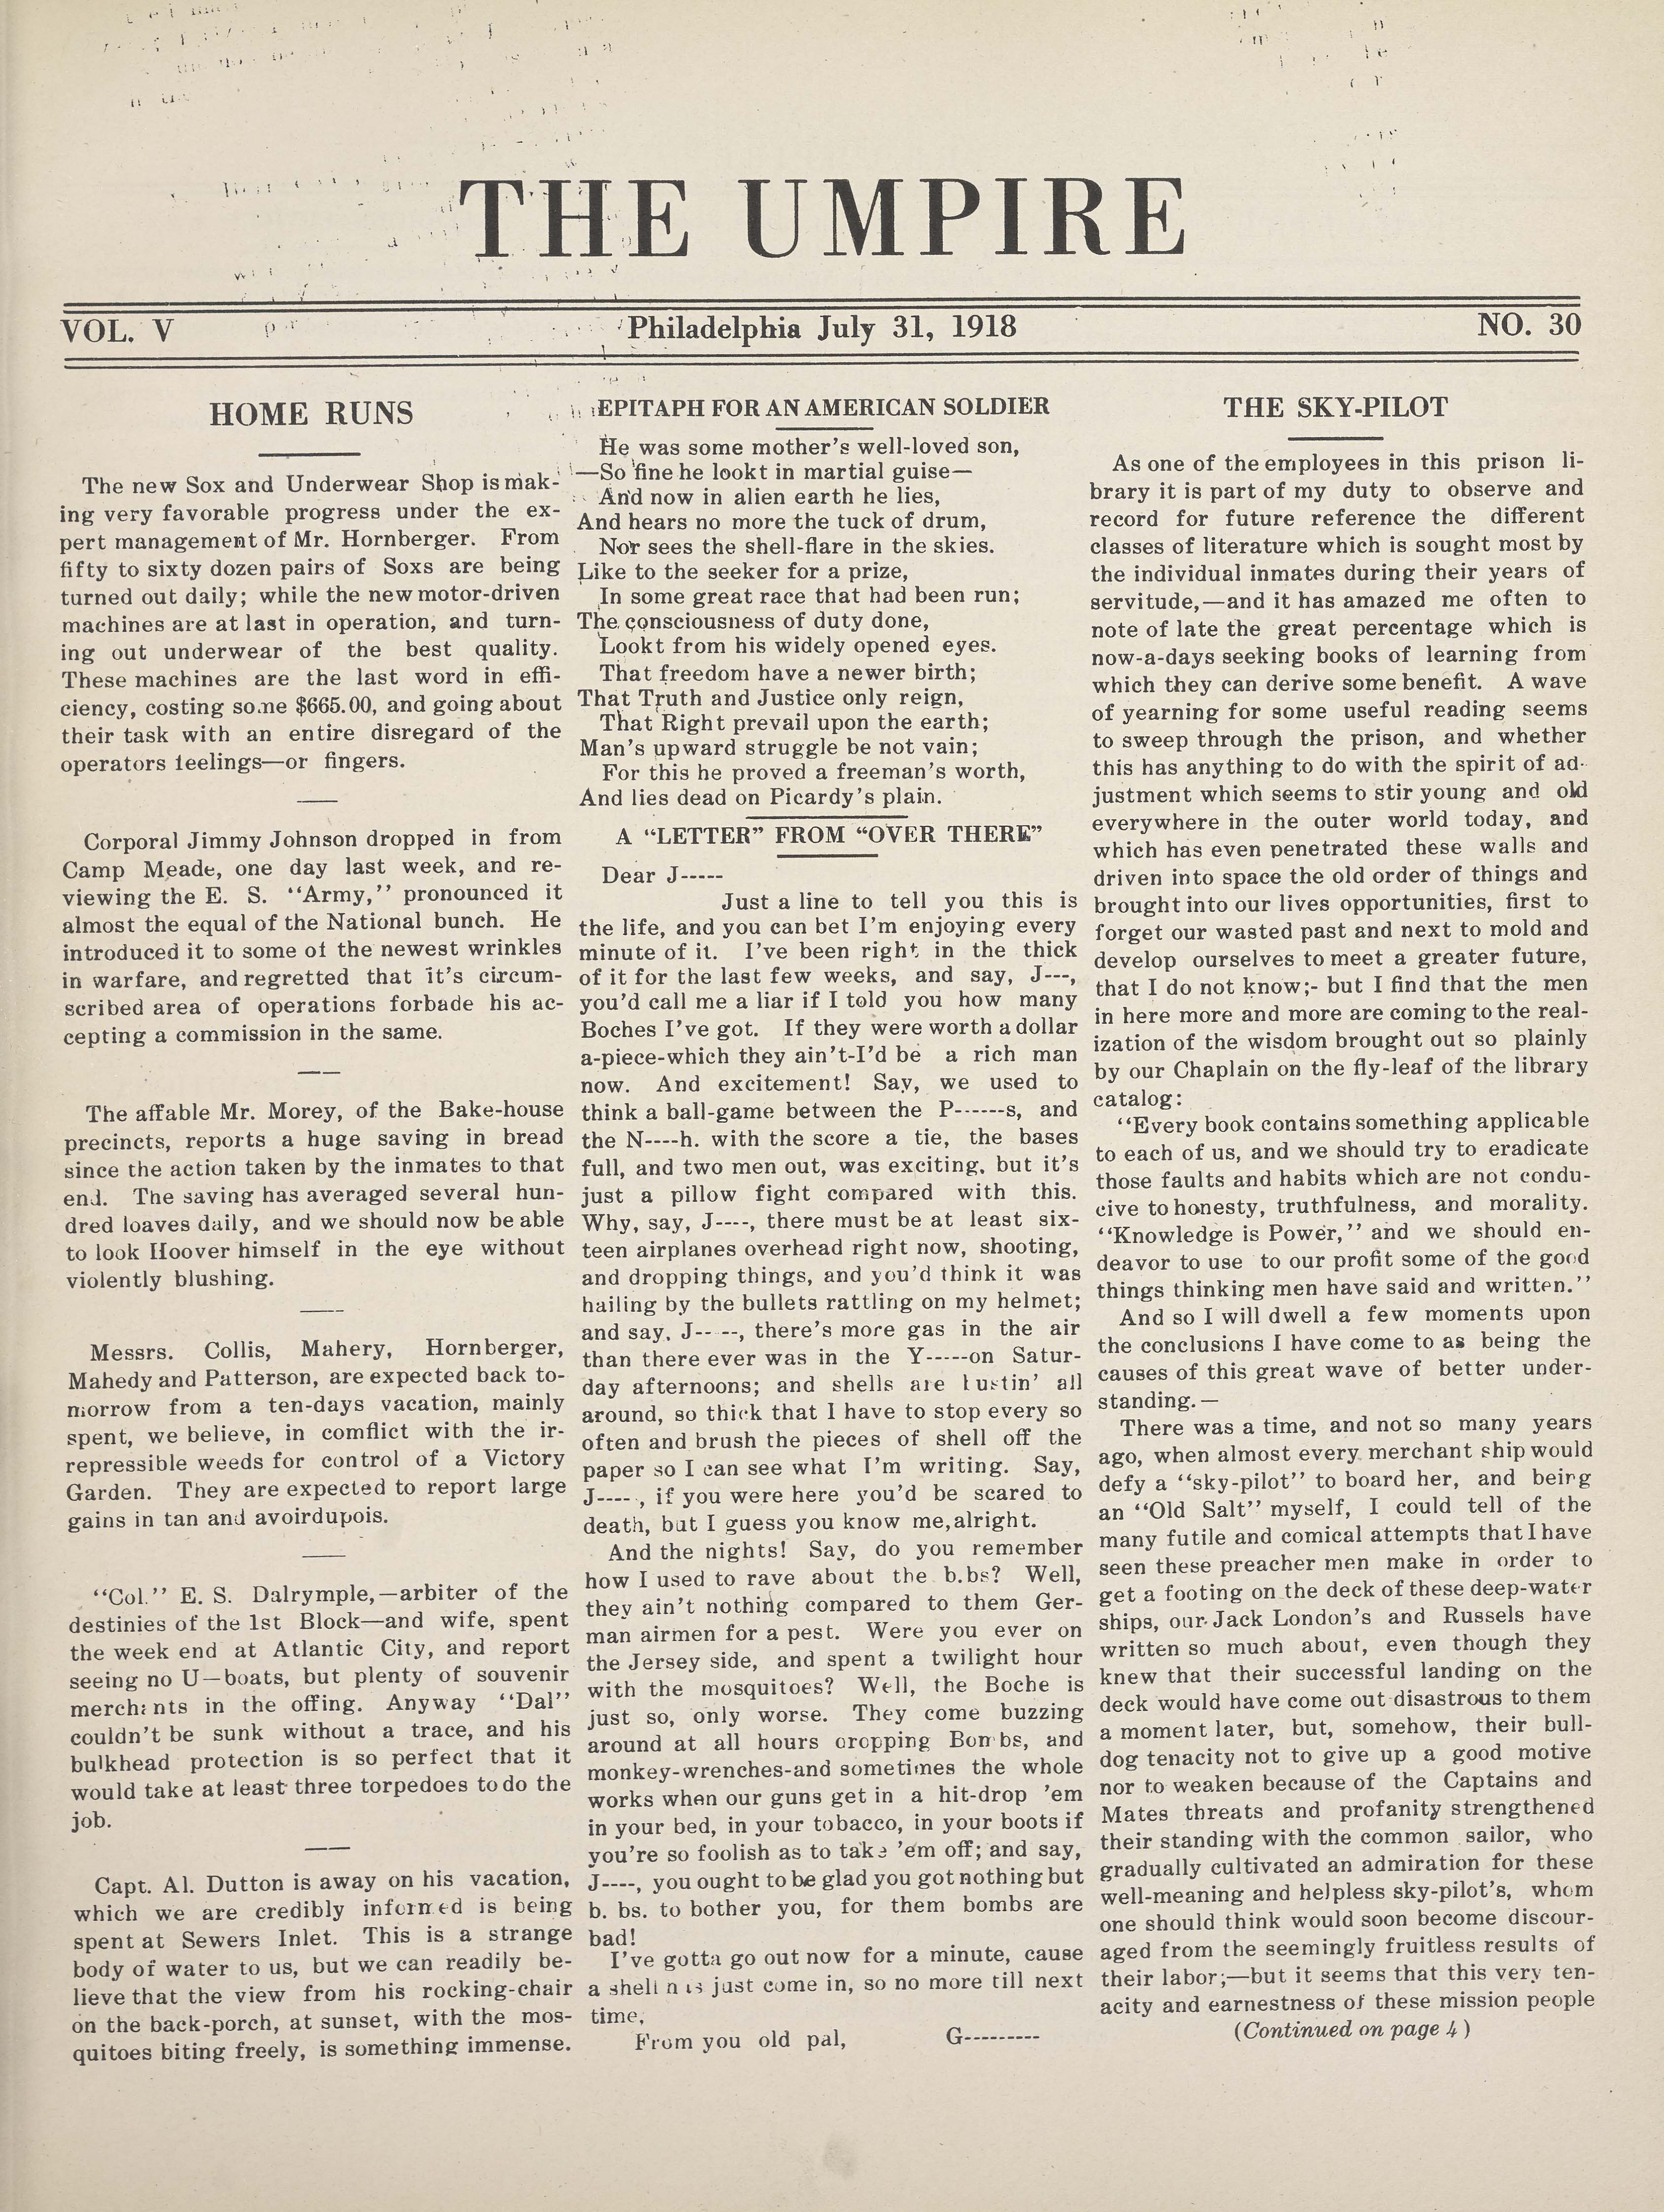 THE UMPIRE
VOL. V
Philadelphia July 31, 1918
NO. 30
HOME RUNS
The new Sox and Underwear Shop is mak-
ing very favorable progress under the ex-
pert management of Mr. Hornberger. From
fifty to sixty dozen pairs of Soxs are being
turned out daily; while the new motor-driven
machines are at last in operation, and turn-
ing out underwear of the best quality.
These machines are the last word in effi-
ciency, costing some $665.00, and going about
their task with an entire disregard of the
operators feelings—or fingers.
Corporal Jimmy Johnson dropped in from
Camp Meade, one day last week, and re-
viewing the E. S. "Army," pronounced it
almost the equal of the National bunch. He
introduced it to some of the newest wrinkles
in warfare, and regretted that it's circum-
scribed area of operations forbade his ac-
cepting a commission in the same.
The affable Mr. Morey, of the Bake-house
precincts, reports a huge saving in bread
since the action taken by the inmates to that
end. The saving has averaged several hun-
dred loaves daily, and we should now be able
to look Hoover himself in the eye without
violently blushing.
Messrs. Collis, Mahery, Hornberger,
Mahedy and Patterson, are expected back to-
morrow from a ten-days vacation, mainly
spent, we believe, in comflict with the ir-
repressible weeds for control of a Victory
Garden. They are expected to report large
gains in tan and avoirdupois.
"Col." E. S. Dalrymple,—arbiter of the
destinies of the 1st Block—and wife, spent
the week end at Atlantic City, and report
seeing no U—boats, but plenty of souvenir
merchants in the offing. Anyway "Dal"
couldn't be sunk without a trace, and his
bulkhead protection is so perfect that it
would take at least three torpedoes to do the
job.
Capt. Al. Dutton is away on his vacation,
which we are credibly informed is being
spent at Sewers Inlet. This is a strange
body of water to us, but we can readily be-
lieve that the view from his rocking-chair
on the back-porch, at sunset, with the mos-
quitoes biting freely, is something immense.
EPITAPH FOR AN AMERICAN SOLDIER
He was some mother's well-loved son,
—So fine he lookt in martial guise—
And now in alien earth he lies,
And hears no more the tuck of drum,
Nor sees the shell-flare in the skies.
Like to the seeker for a prize,
In some great race that had been run;
The consciousness of duty done,
Lookt from his widely opened eyes.
That freedom have a newer birth;
That Truth and Justice only reign,
That Right prevail upon the earth;
Man's upward struggle be not vain;
For this he proved a freeman's worth,
And lies dead on Picardy's plain.
A "LETTER" FROM "OVER THERE"
Dear J-----
Just a line to tell you this is
the life, and you can bet I'm enjoying every
minute of it. I've been right in the thick
of it for the last few weeks, and say, J---,
you'd call me a liar if I told you how many
Boches I've got. If they were worth a dollar
a-piece-which they ain't-I'd be a rich man
now. And excitement! Say, we used to
think a ball-game between the P------s, and
the N----h. with the score a tie, the bases
full, and two men out, was exciting, but it's
just a pillow fight compared with this.
Why, say, J----, there must be at least six-
teen airplanes overhead right now, shooting,
and dropping things, and you'd think it was
hailing by the bullets rattling on my helmet;
and say, J-- --, there's more gas in the air
than there ever was in the Y-----on Satur-
day afternoons; and shells are bustin' all
around, so thick that I have to stop every so
often and brush the pieces of shell off the
paper so I can see what I'm writing. Say,
J----, if you were here you'd be scared to
death, but I guess you know me,alright.
And the nights! Say, do you remember
how I used to rave about the b.bs? Well,
they ain't nothing compared to them Ger-
man airmen for a pest. Were you ever on
the Jersey side, and spent a twilight hour
with the mosquitoes? Well, the Boche is
just so, only worse. They come buzzing
around at all hours cropping Bombs, and
monkey-wrenches-and sometimes the whole
works when our guns get in a hit-drop 'em
in your bed, in your tobacco, in your boots if
you're so foolish as to take 'em off; and say,
J----, you ought to be glad you got nothing but
b. bs. to bother you, for them bombs are
bad!
I've gotta go out now for a minute, cause
a shell has just come in, so no more till next
time,
From you old pal, G---------
THE SKY-PILOT
As one of the employees in this prison li-
brary it is part of my duty to observe and
record for future reference the different
classes of literature which is sought most by
the individual inmates during their years of
servitude,—and it has amazed me often to
note of late the great percentage which is
now-a-days seeking books of learning from
which they can derive some benefit. A wave
of yearning for some useful reading seems
to sweep through the prison, and whether
this has anything to do with the spirit of ad-
justment which seems to stir young and old
everywhere in the outer world today, and
which has even penetrated these walls and
driven into space the old order of things and
brought into our lives opportunities, first to
forget our wasted past and next to mold and
develop ourselves to meet a greater future,
that I do not know;- but I find that the men
in here more and more are coming to the real-
ization of the wisdom brought out so plainly
by our Chaplain on the fly-leaf of the library
catalog:
"Every book contains something applicable
to each of us, and we should try to eradicate
those faults and habits which are not condu-
cive to honesty, truthfulness, and morality.
"Knowledge is Power," and we should en-
deavor to use to our profit some of the good
things thinking men have said and written."
And so I will dwell a few moments upon
the conclusions I have come to as being the
causes of this great wave of better under-
standing.—
There was a time, and not so many years
ago, when almost every merchant ship would
defy a "sky-pilot" to board her, and being
an "Old Salt" myself, I could tell of the
many futile and comical attempts that I have
seen these preacher men make in order to
get a footing on the deck of these deep-water
ships, our Jack London's and Russels have
written so much about, even though they
knew that their successful landing on the
deck would have come out disastrous to them
a moment later, but, somehow, their bull-
dog tenacity not to give up a good motive
nor to weaken because of the Captains and
Mates threats and profanity strengthened
their standing with the common sailor, who
gradually cultivated an admiration for these
well-meaning and helpless sky-pilot's, whom
one should think would soon become discour-
aged from the seemingly fruitless results of
their labor;—but it seems that this very ten-
acity and earnestness of these mission people
(Continued on page 4)